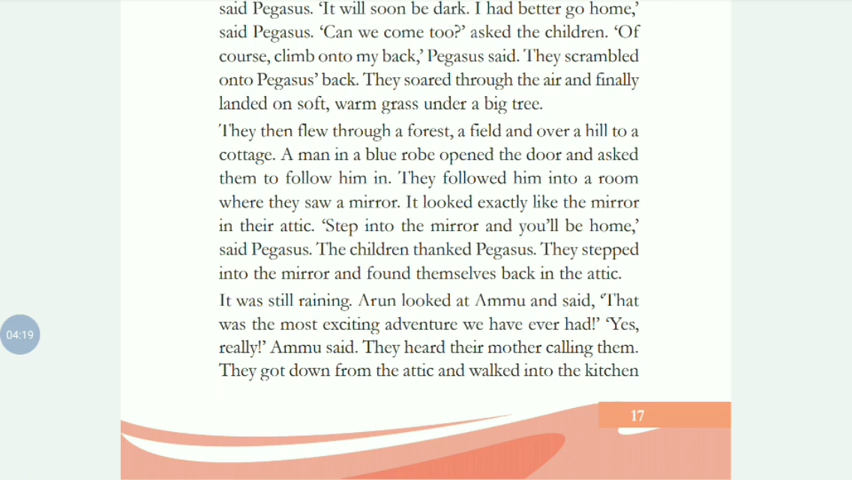 said Pegasus. ‘It will soon be dark. I had better go home,’
said Pegasus. ‘Can we come too?’ asked the children. ‘Of
course, climb onto my back,’ Pegasus said. They scrambled
onto Pegasus’ back. They soared through the air and finally
landed on soft, warm grass under a big tree.
They then flew through a forest, a field and over a hill to a
cottage. A man in a blue robe opened the door and asked
them to follow him in. They followed him into a room
where they saw a mirror. It looked exactly like the mirror
in their attic. ‘Step into the mirror and you’ll be home,’
said Pegasus. The children thanked Pegasus. They stepped
into the mirror and found themselves back in the attic.
It was still raining. Arun looked at Ammu and said, ‘That
was the most exciting adventure we have ever had!’ ‘Yes,
really!’ Ammu said. They heard their mother calling them.
They got down from the attic and walked into the kitchen
04:19
17